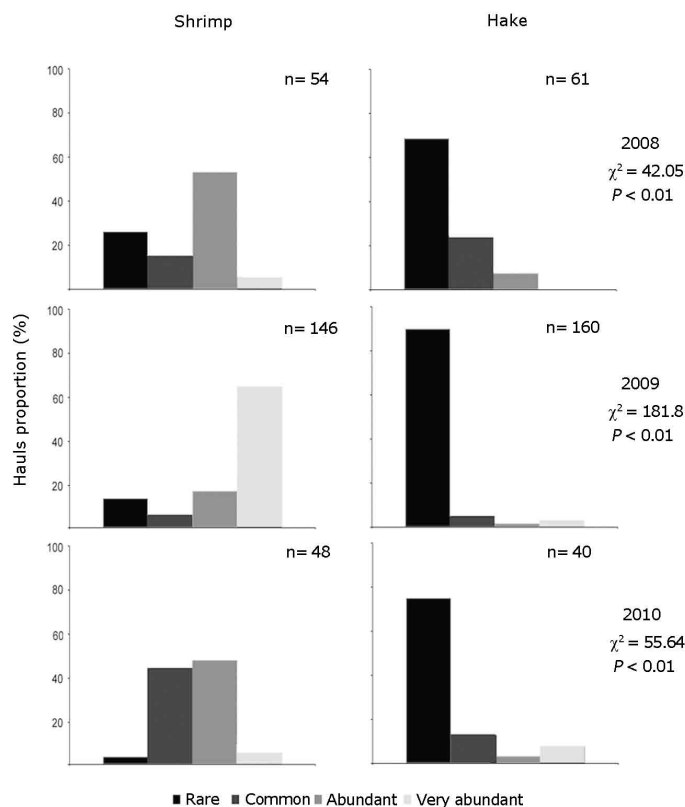 Shrimp
Hake
Hauls proportion (%)
100
80
60
40
20
n= 54
n= 61
2008
χ² = 42.05
P < 0.01
100
80
60
40
20
n= 146
n= 160
2009
χ² = 181.8
P < 0.01
100
80
60
40
20
n= 48
n= 40
2010
χ² = 55.64
P < 0.01
Rare Common Abundant Very abundant